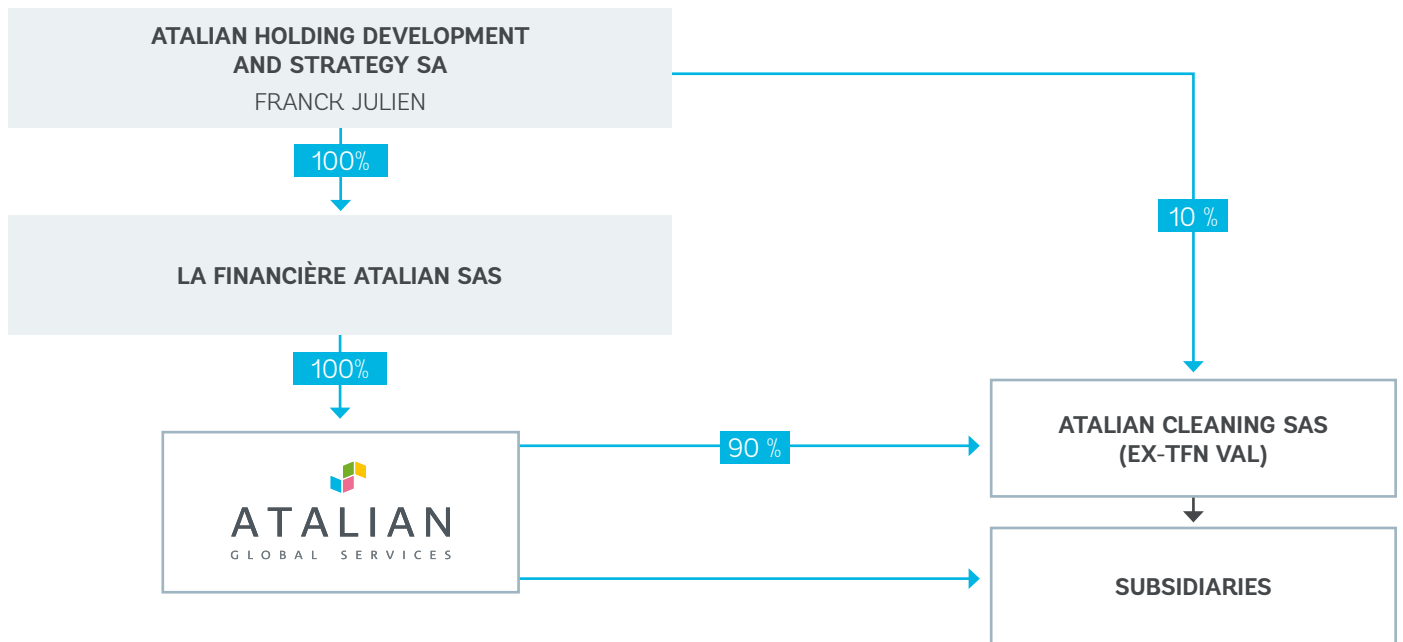 ATALIAN HOLDING DEVELOPMENT
AND STRATEGY SA
FRANCK JULIEN
100%
10 %
LA FINANCIÈRE ATALIAN SAS
100%
90 %
ATALIAN CLEANING SAS
(EX-TFN VAL)
ATALIAN
GLOBAL SERVICES
SUBSIDIARIES